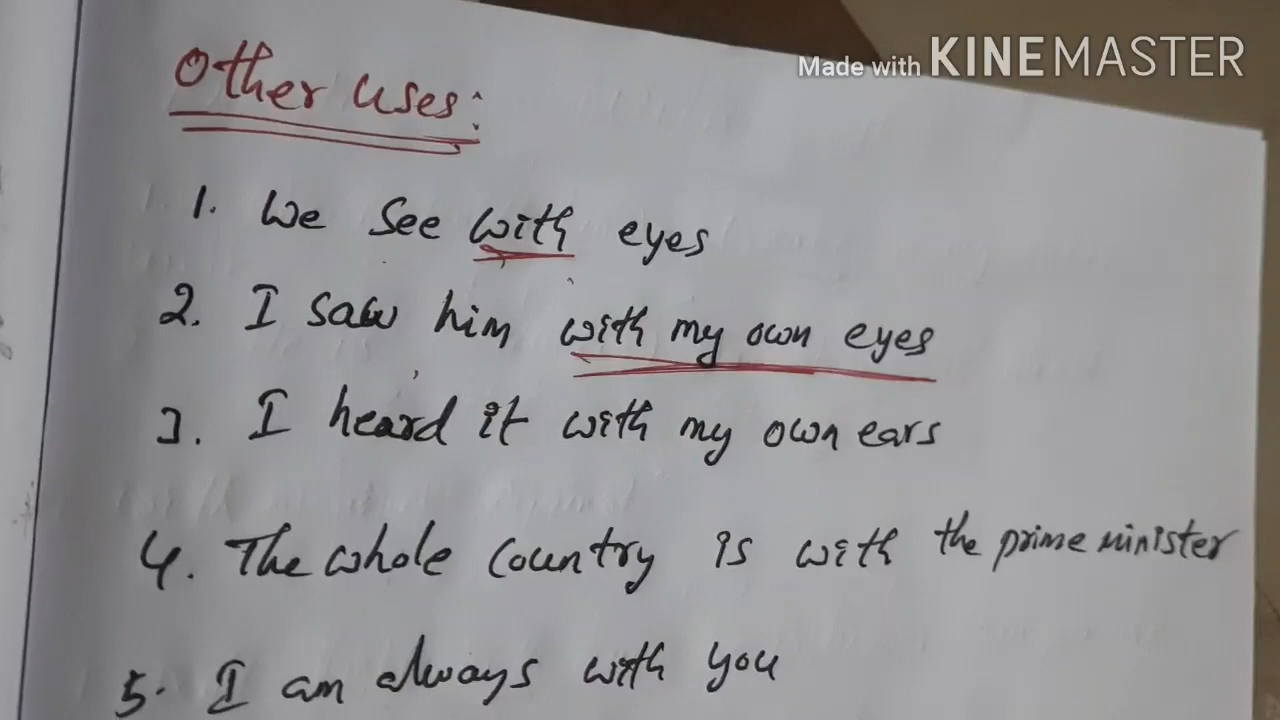 Made with KINEMASTER
Other uses:
1. We see with eyes
2. I saw him with my own eyes
3. I heard it with my own ears
4. The whole country is with the prime minister
5. I am always with you